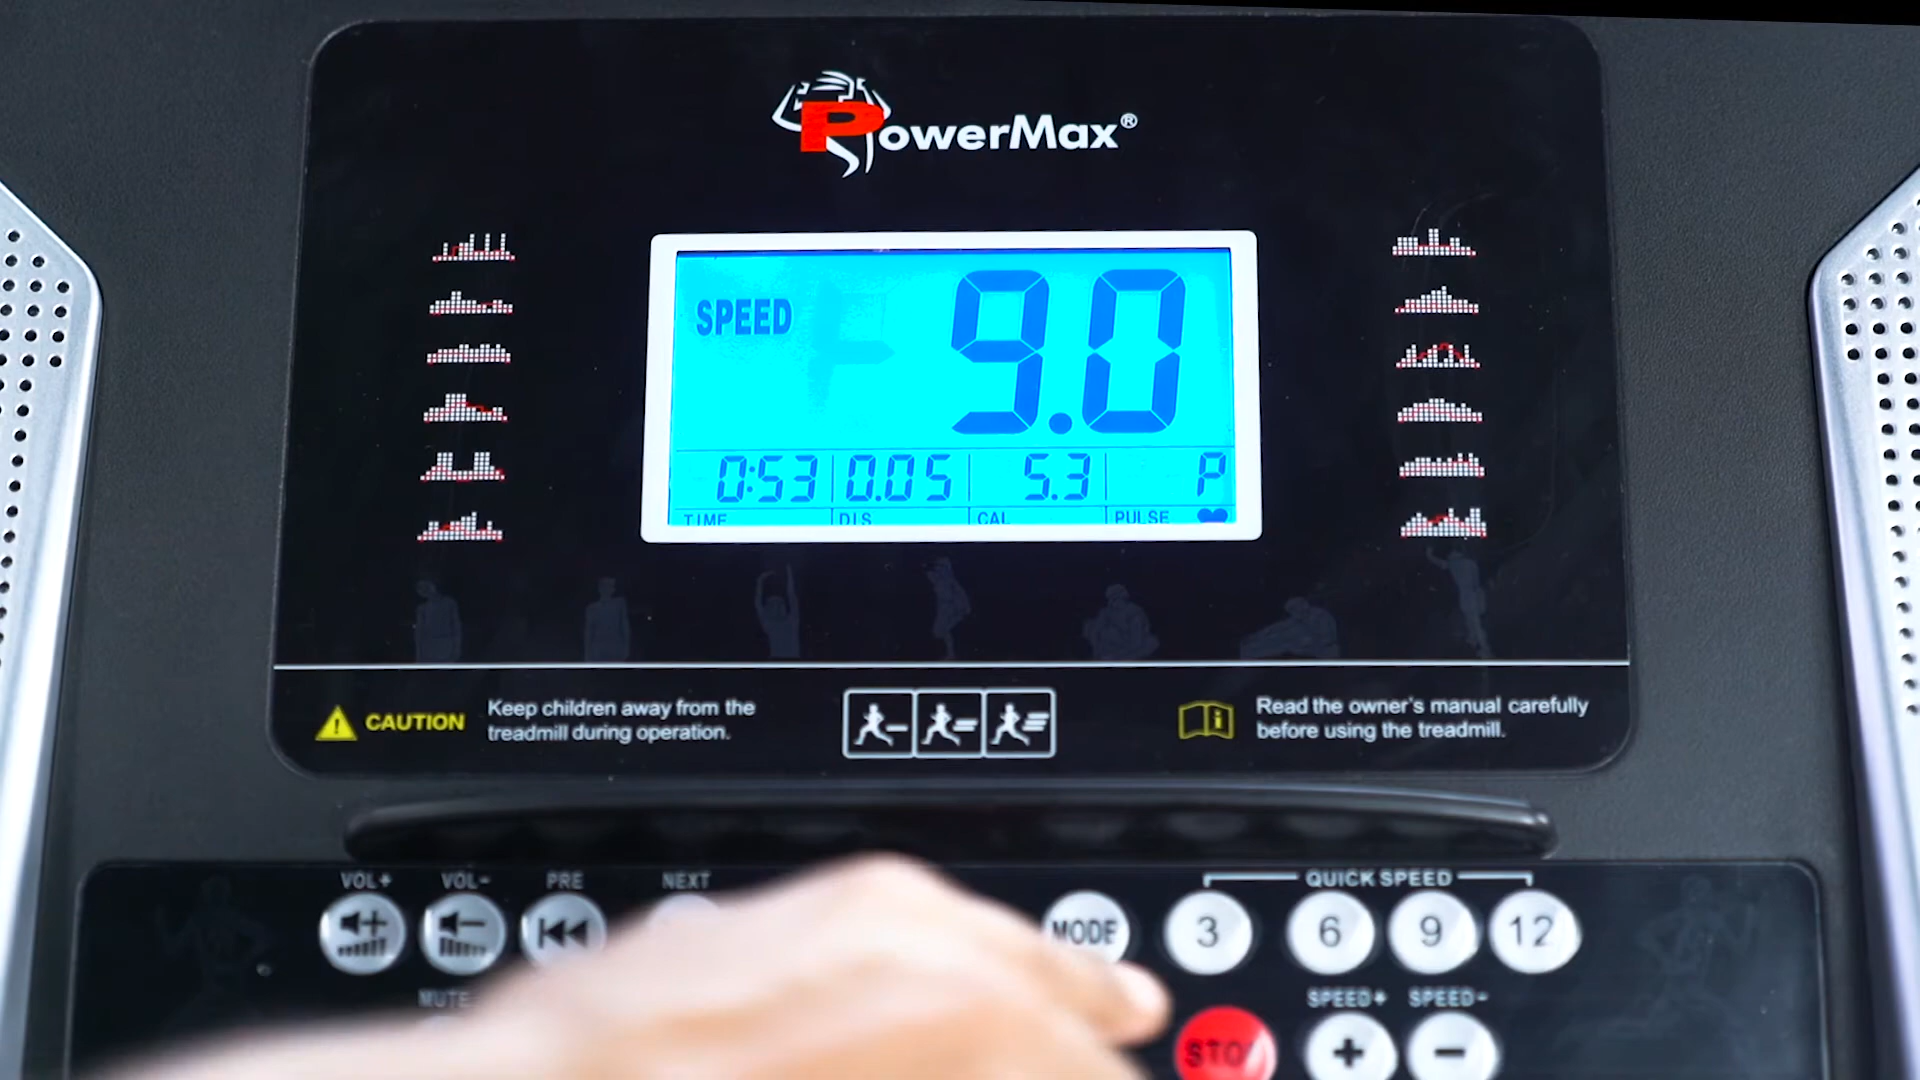 PowerMax®
SPEED 9.0
0:53 0.05 5.3 P
TIME DIS CAL PULSE
CAUTION
Keep children away from the
treadmill during operation.
Read the owner's manual carefully
before using the treadmill.
VOL+ VOL- PRE NEXT
QUICK SPEED
MODE 3 6 9 12
MUTE
SPEED+ SPEED-
STO
+ −